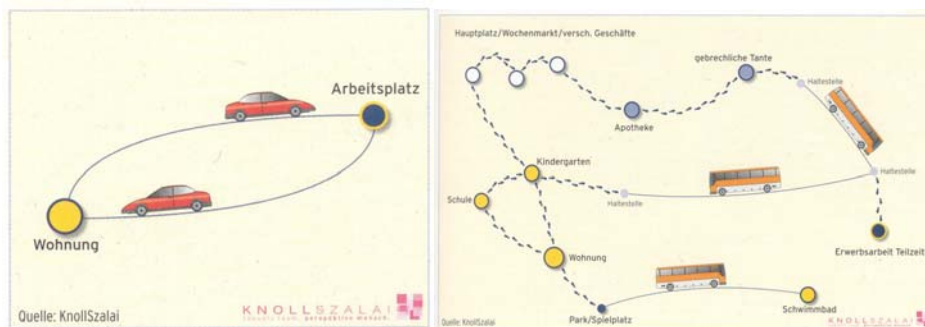 Arbeitsplatz
Wohnung
Quelle: KnollSzalai
KNOLLSZALAI
Hauptplatz/Wochenmarkt/versch. Geschäfte
gebrechliche Tante
Haltestelle
Apotheke
Kindergarten
Haltestelle
Haltestelle
Schule
Erwerbsarbeit Teilzeit
Wohnung
Schwimmbad
Park/Spielplatz
Quelle: KnollSzalai
KNOLLSZALAI